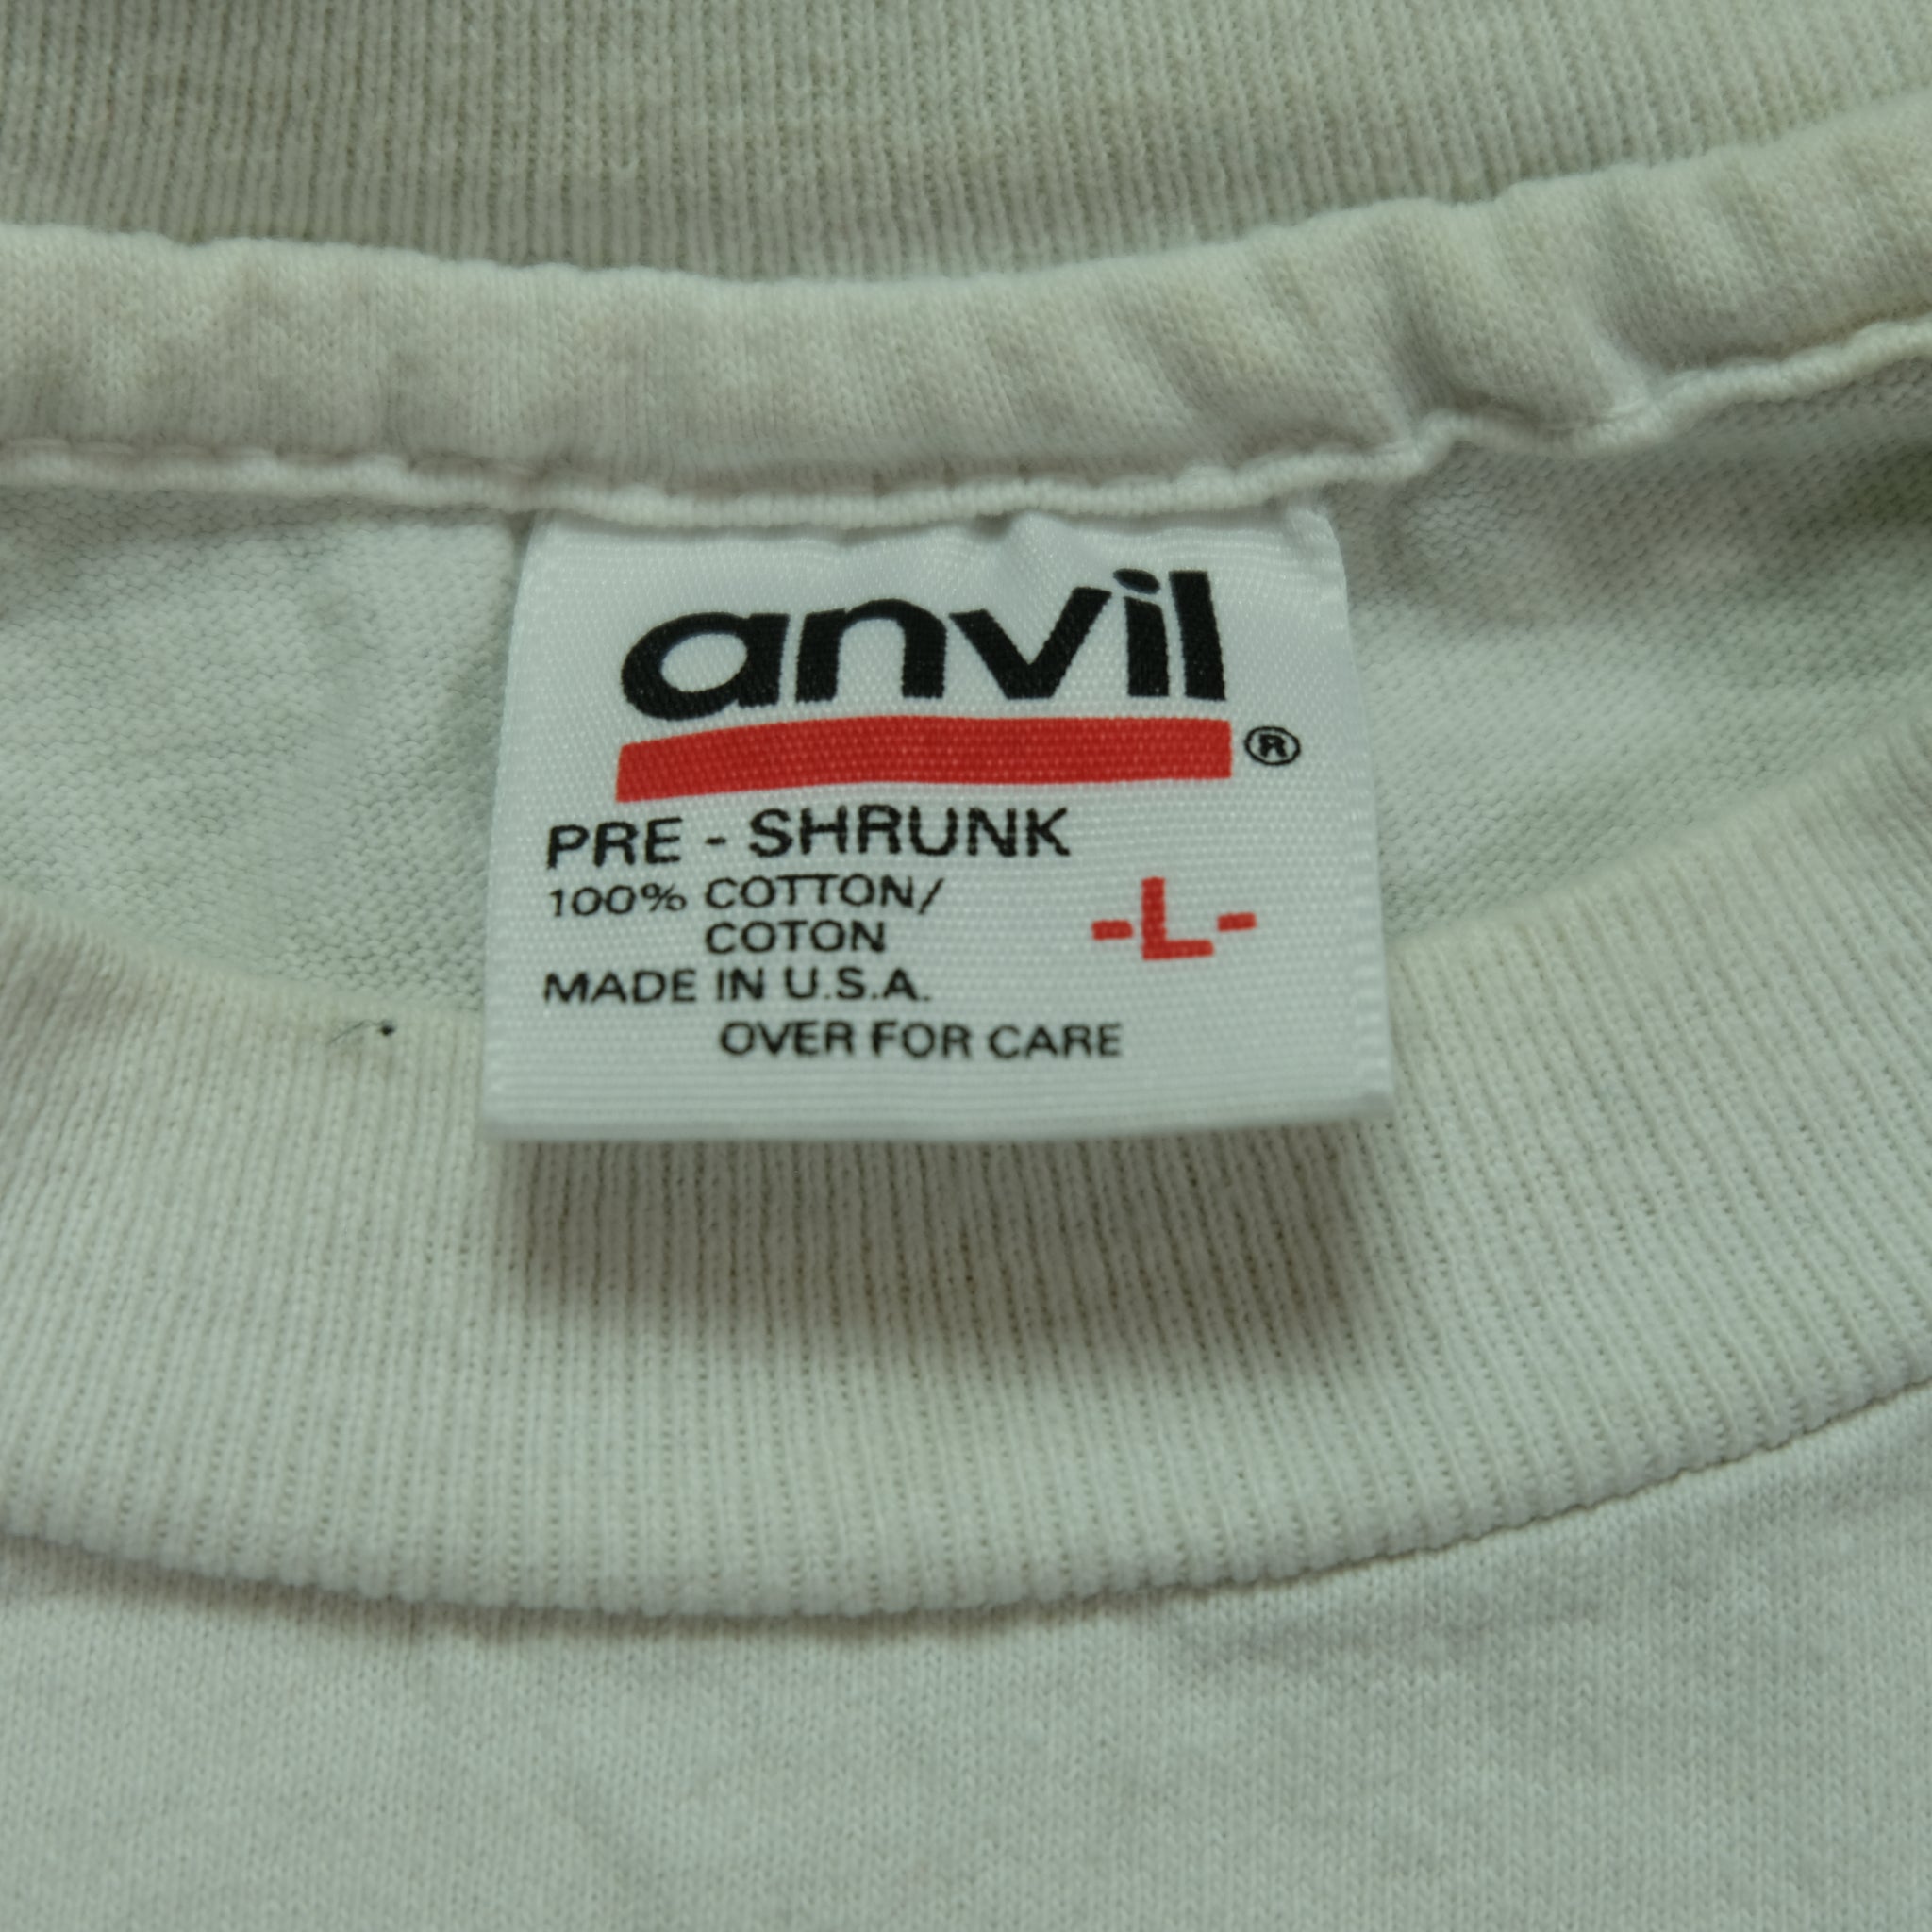 anvil
®
PRE - SHRUNK
100% COTTON/
COTON
-L-
MADE IN U.S.A.
OVER FOR CARE